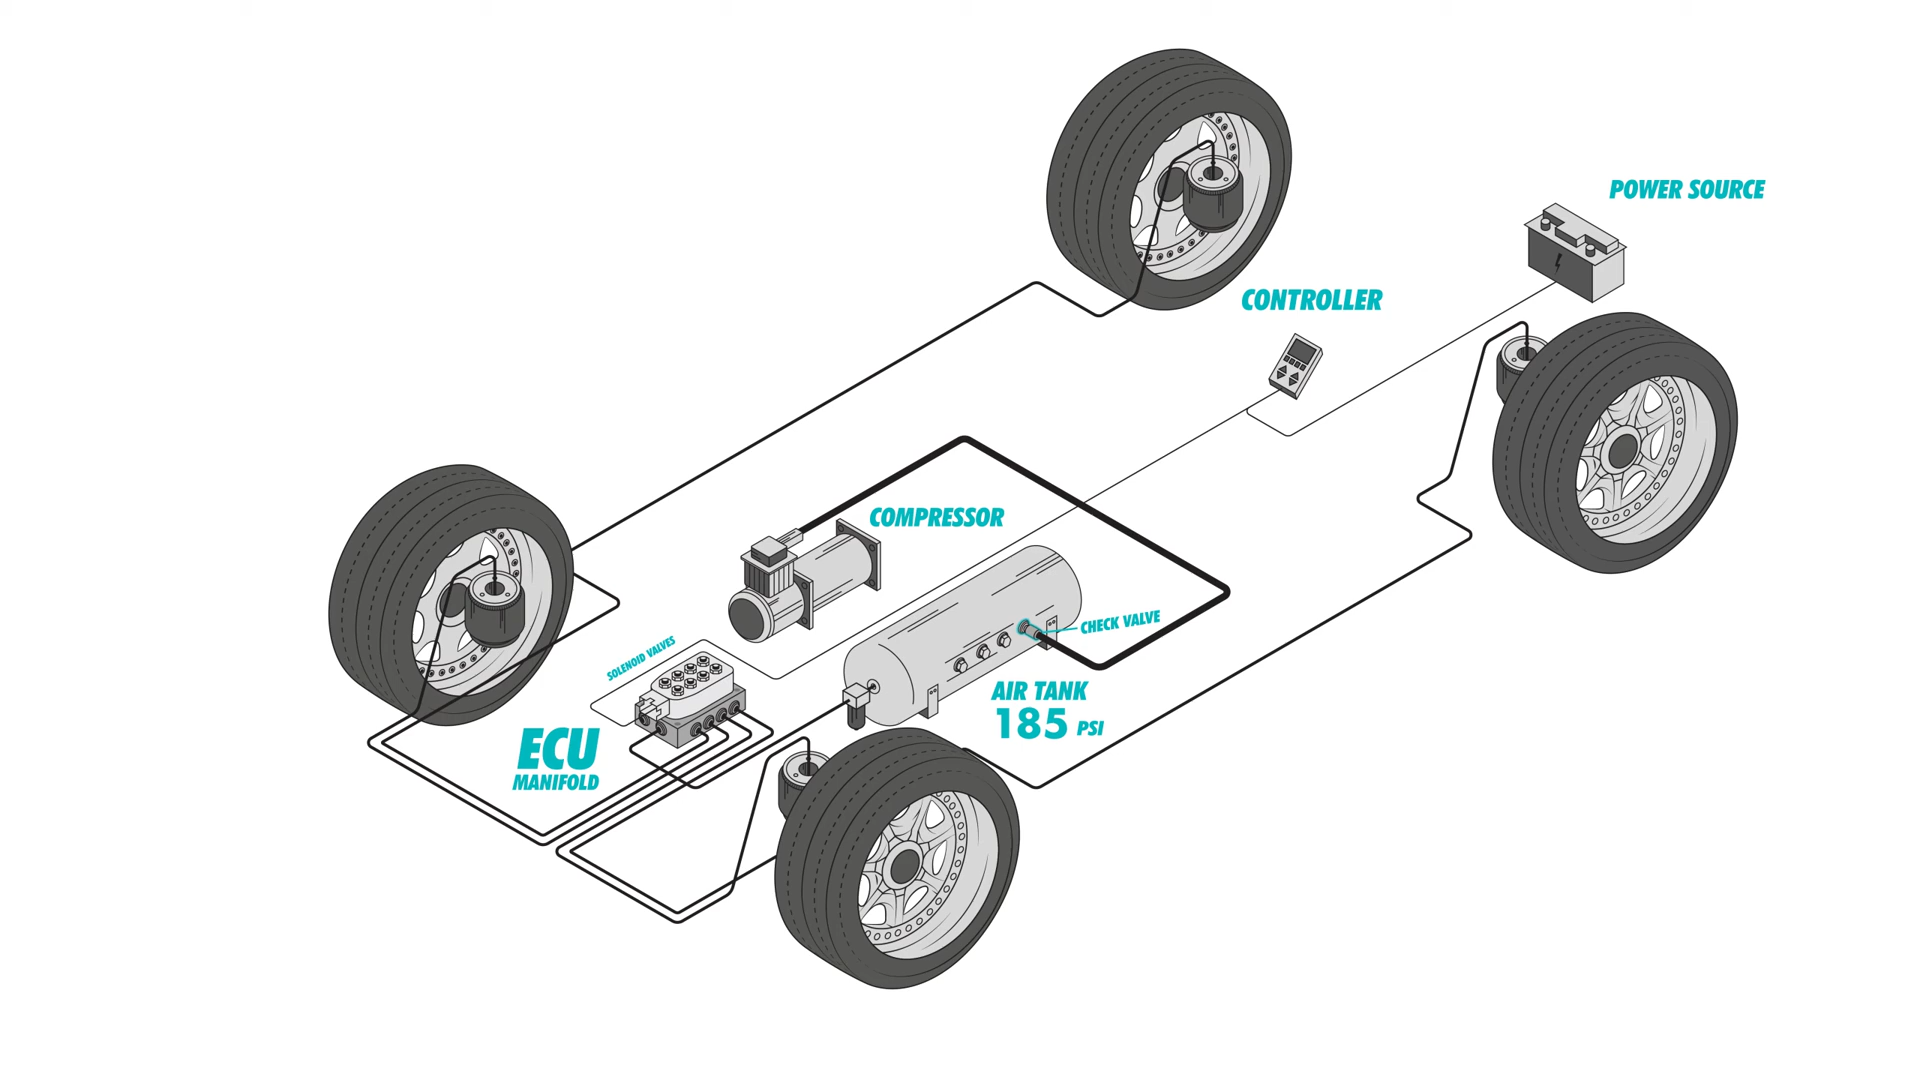 POWER SOURCE
CONTROLLER
COMPRESSOR
CHECK VALVE
SOLENOID VALVES
AIR TANK
185 PSI
ECU
MANIFOLD